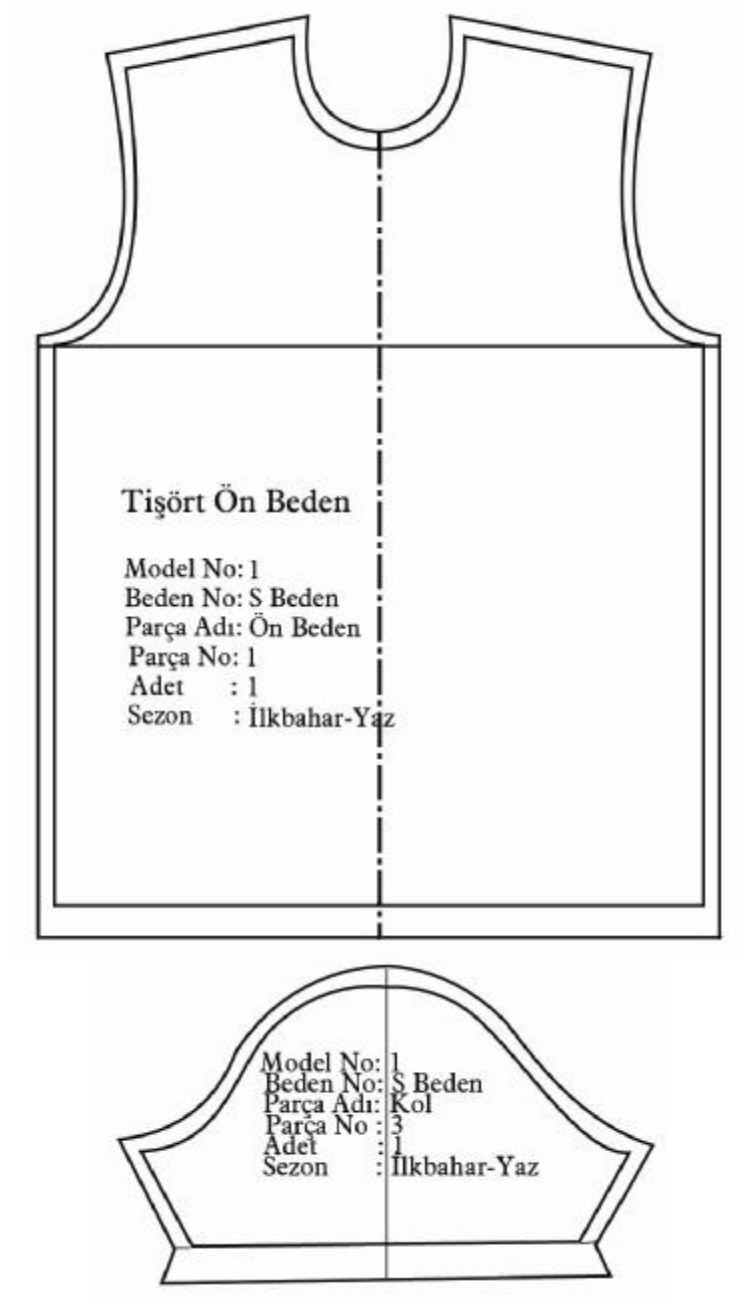 Tişört Ön Beden
Model No: 1
Beden No: S Beden
Parça Adı: Ön Beden
Parça No: 1
Adet : 1
Sezon : İlkbahar-Yaz
Model No: 1
Beden No: S Beden
Parça Adı: Kol
Parça No : 3
Adet : 1
Sezon : İlkbahar-Yaz